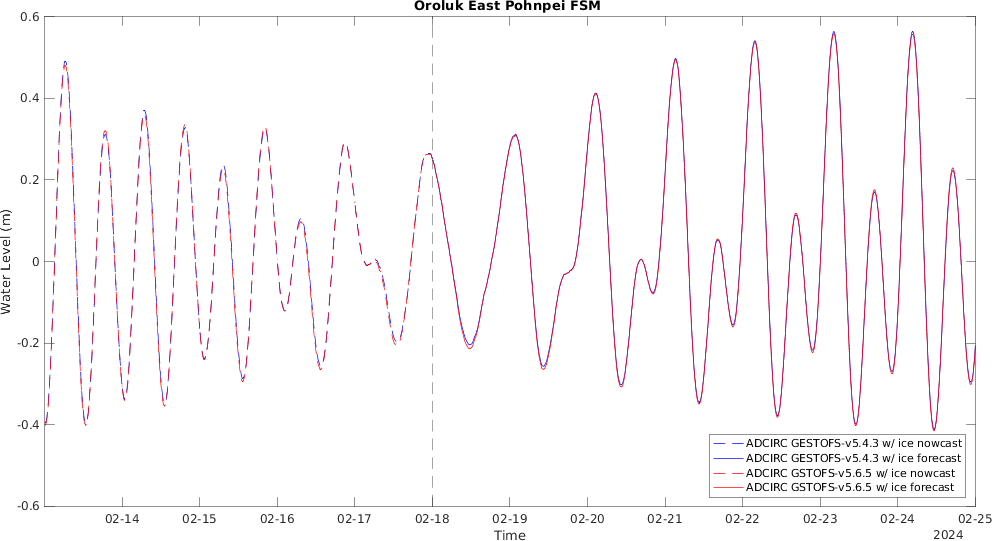 Oroluk East Pohnpei FSM
Water Level (m)
0.6
0.4
0.2
0
-0.2
-0.4
-0.6
ADCIRC GESTOFS-v5.4.3 w/ ice nowcast
ADCIRC GESTOFS-v5.4.3 w/ ice forecast
ADCIRC GSTOFS-v5.6.5 w/ ice nowcast
ADCIRC GSTOFS-v5.6.5 w/ ice forecast
02-14 02-15 02-16 02-17 02-18 02-19 02-20 02-21 02-22 02-23 02-24 02-25
Time
2024